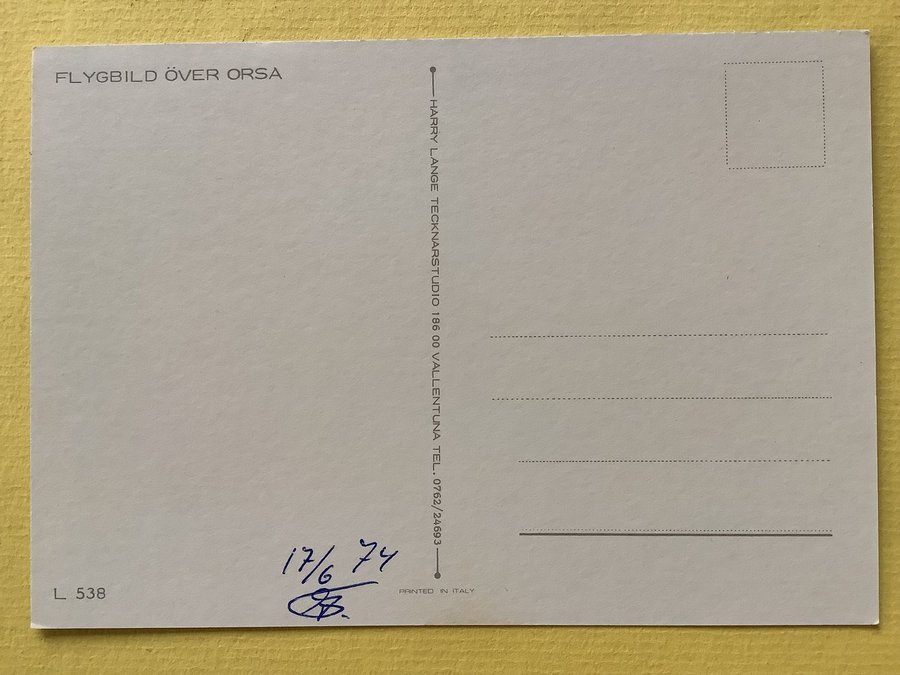 FLYGBILD ÖVER ORSA
HARRY LANGE TECKNARSTUDIO 186 00 VALLENTUNA TEL. 0762/24693
17/6 74
L 538
PRINTED IN ITALY